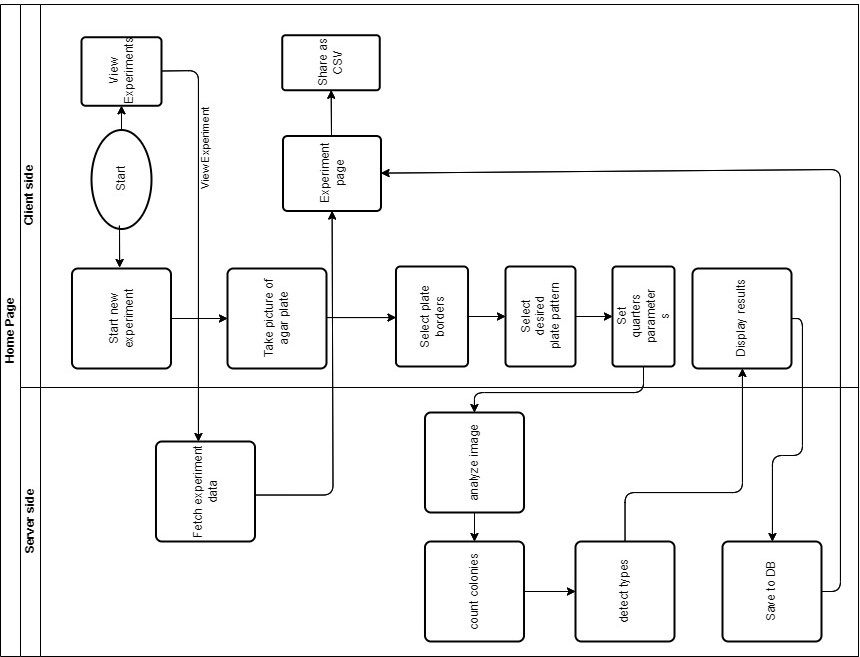 Home Page
Client side
Server side
View
Experiments
Start
View Experiment
Share as
CSV
Experiment
page
Start new
experiment
Take picture of
agar plate
Select plate
borders
Select
desired
plate pattern
Set
quarters
parameter
s
Display results
Fetch experiment
data
analyze image
count colonies
detect types
Save to DB